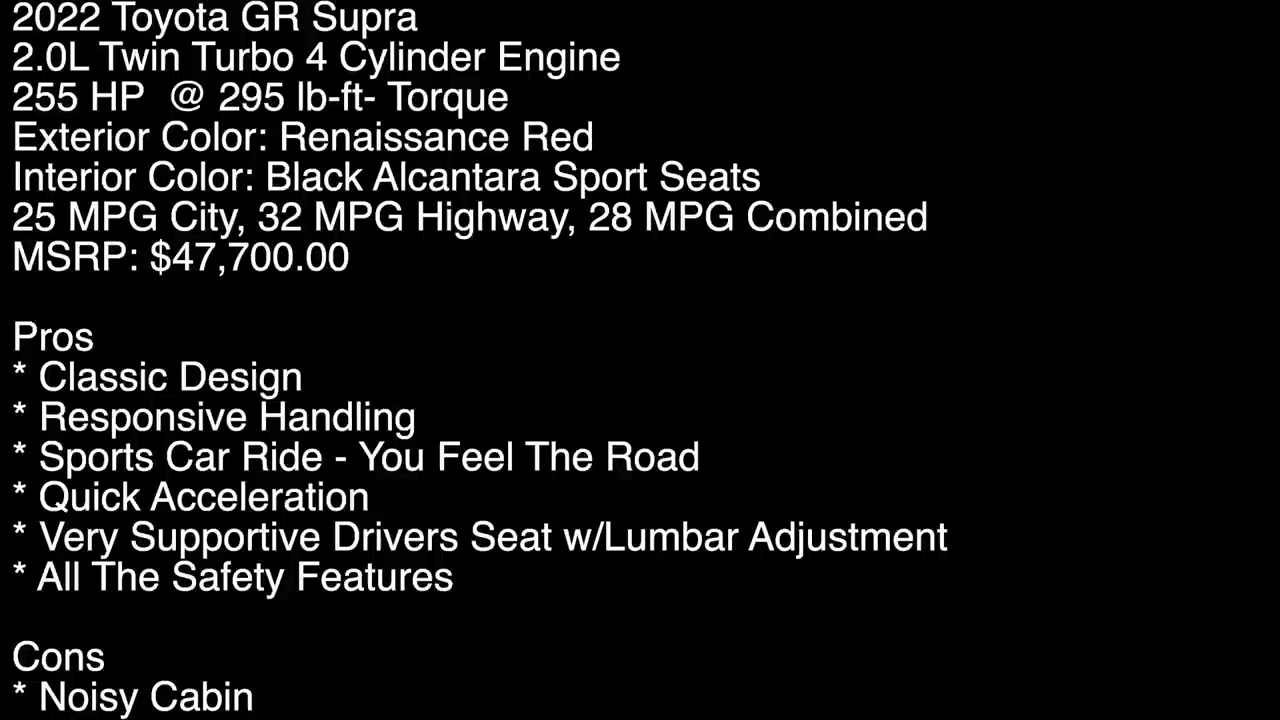 2022 Toyota GR Supra
2.0L Twin Turbo 4 Cylinder Engine
255 HP  @ 295 lb-ft- Torque
Exterior Color: Renaissance Red
Interior Color: Black Alcantara Sport Seats
25 MPG City, 32 MPG Highway, 28 MPG Combined
MSRP: $47,700.00
Pros
* Classic Design
* Responsive Handling
* Sports Car Ride - You Feel The Road
* Quick Acceleration
* Very Supportive Drivers Seat w/Lumbar Adjustment
* All The Safety Features
Cons
* Noisy Cabin